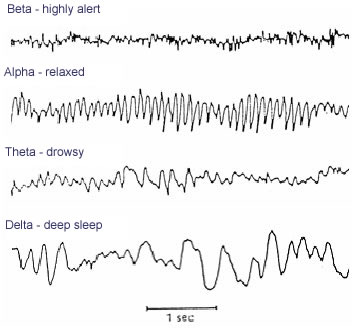 Beta - highly alert
Alpha - relaxed
Theta - drowsy
Delta - deep sleep
1 sec